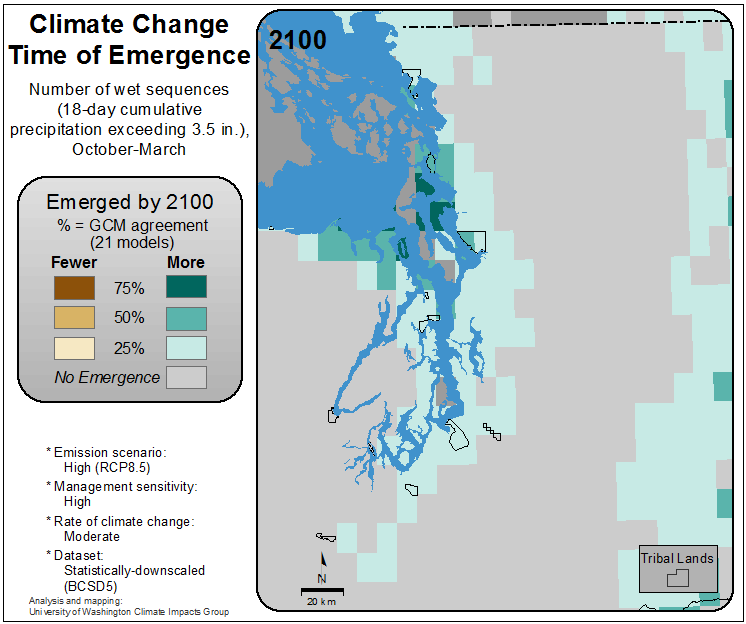 Climate Change
Time of Emergence
Number of wet sequences
(18-day cumulative
precipitation exceeding 3.5 in.),
October-March
Emerged by 2100
% = GCM agreement
(21 models)
Fewer More
75%
50%
25%
No Emergence
* Emission scenario:
High (RCP8.5)
* Management sensitivity:
High
* Rate of climate change:
Moderate
* Dataset:
Statistically-downscaled
(BCSD5)
Analysis and mapping:
University of Washington Climate Impacts Group
2100
N
20 km
Tribal Lands